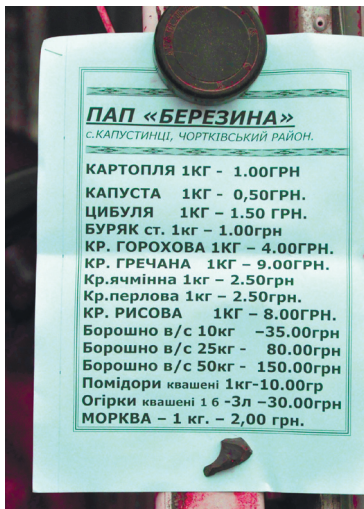 ПАП «БЕРЕЗИНА»
с.КАПУСТИНЦІ, ЧОРТКІВСЬКИЙ РАЙОН.
КАРТОПЛЯ 1КГ - 1.00ГРН
КАПУСТА 1КГ - 0,50ГРН.
ЦИБУЛЯ 1КГ – 1.50 ГРН.
БУРЯК ст. 1кг – 1.00грн
КР. ГОРОХОВА 1КГ – 4.00ГРН.
КР. ГРЕЧАНА 1КГ – 9.00ГРН.
Кр.ячмінна 1кг – 2.50грн
Кр.перлова 1кг – 2.50грн.
КР. РИСОВА 1КГ – 8.00ГРН.
Борошно в/с 10кг –35.00грн
Борошно в/с 25кг - 80.00грн
Борошно в/с 50кг - 150.00грн
Помідори квашені 1кг-10.00гр
Огірки квашені 1 б -3л –30.00грн
МОРКВА – 1 кг. – 2,00 грн.